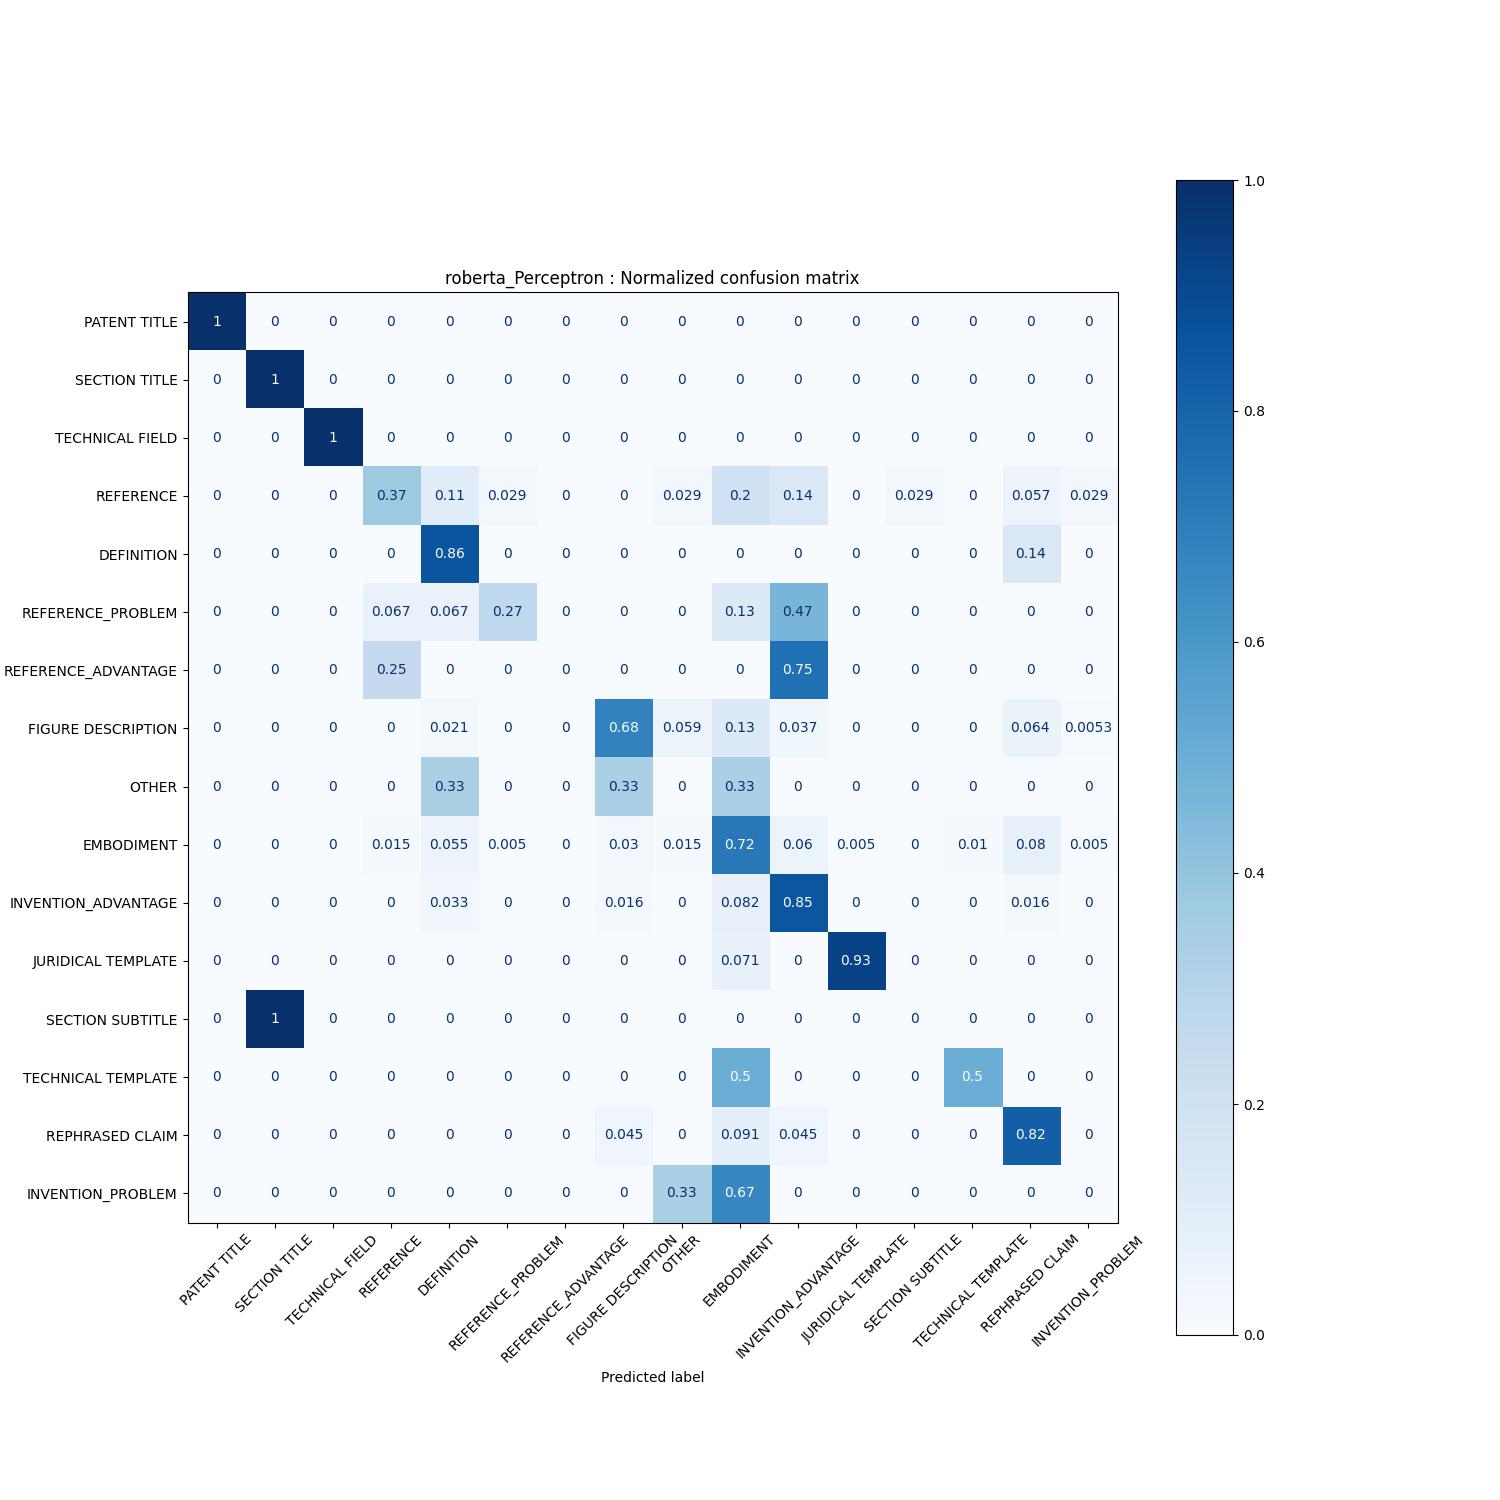 roberta_Perceptron : Normalized confusion matrix
1.0
PATENT TITLE 1 0 0 0 0 0 0 0 0 0 0 0 0 0 0 0
SECTION TITLE 0 1 0 0 0 0 0 0 0 0 0 0 0 0 0 0
0.8
TECHNICAL FIELD 0 0 1 0 0 0 0 0 0 0 0 0 0 0 0 0
REFERENCE 0 0 0 0.37 0.11 0.029 0 0 0.029 0.2 0.14 0 0.029 0 0.057 0.029
DEFINITION 0 0 0 0 0.86 0 0 0 0 0 0 0 0 0 0.14 0
REFERENCE_PROBLEM 0 0 0 0.067 0.067 0.27 0 0 0 0.13 0.47 0 0 0 0 0
0.6
REFERENCE_ADVANTAGE 0 0 0 0.25 0 0 0 0 0 0 0.75 0 0 0 0 0
FIGURE DESCRIPTION 0 0 0 0 0.021 0 0 0.68 0.059 0.13 0.037 0 0 0 0.064 0.0053
OTHER 0 0 0 0 0.33 0 0 0.33 0 0.33 0 0 0 0 0 0
EMBODIMENT 0 0 0 0.015 0.055 0.005 0 0.03 0.015 0.72 0.06 0.005 0 0.01 0.08 0.005
0.4
INVENTION_ADVANTAGE 0 0 0 0 0.033 0 0 0.016 0 0.082 0.85 0 0 0 0.016 0
JURIDICAL TEMPLATE 0 0 0 0 0 0 0 0 0 0.071 0 0.93 0 0 0 0
SECTION SUBTITLE 0 1 0 0 0 0 0 0 0 0 0 0 0 0 0 0
TECHNICAL TEMPLATE 0 0 0 0 0 0 0 0 0 0.5 0 0 0 0.5 0 0
0.2
REPHRASED CLAIM 0 0 0 0 0 0 0 0.045 0 0.091 0.045 0 0 0 0.82 0
INVENTION_PROBLEM 0 0 0 0 0 0 0 0 0.33 0.67 0 0 0 0 0 0
0.0
PATENT TITLE
SECTION TITLE
TECHNICAL FIELD
REFERENCE
DEFINITION
REFERENCE_PROBLEM
REFERENCE_ADVANTAGE
FIGURE DESCRIPTION
OTHER
EMBODIMENT
INVENTION_ADVANTAGE
JURIDICAL TEMPLATE
SECTION SUBTITLE
TECHNICAL TEMPLATE
REPHRASED CLAIM
INVENTION_PROBLEM
Predicted label